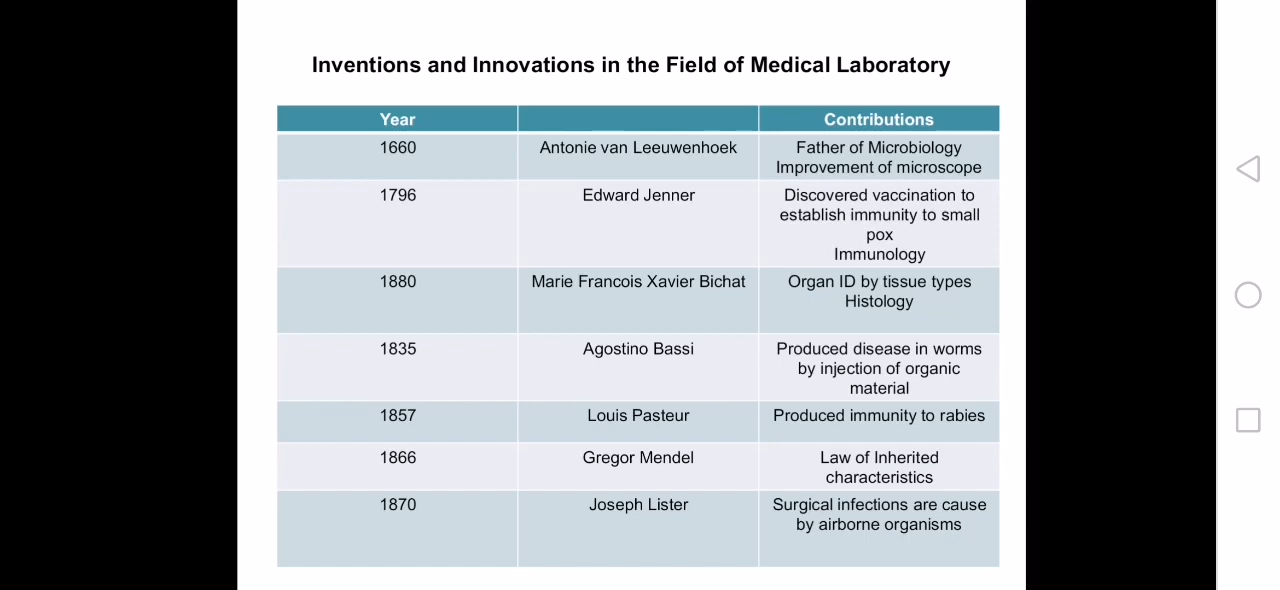 Inventions and Innovations in the Field of Medical Laboratory
Year Contributions
1660 Antonie van Leeuwenhoek Father of Microbiology
Improvement of microscope
1796 Edward Jenner Discovered vaccination to
establish immunity to small
pox
Immunology
1880 Marie Francois Xavier Bichat Organ ID by tissue types
Histology
1835 Agostino Bassi Produced disease in worms
by injection of organic
material
1857 Louis Pasteur Produced immunity to rabies
1866 Gregor Mendel Law of Inherited
characteristics
1870 Joseph Lister Surgical infections are cause
by airborne organisms